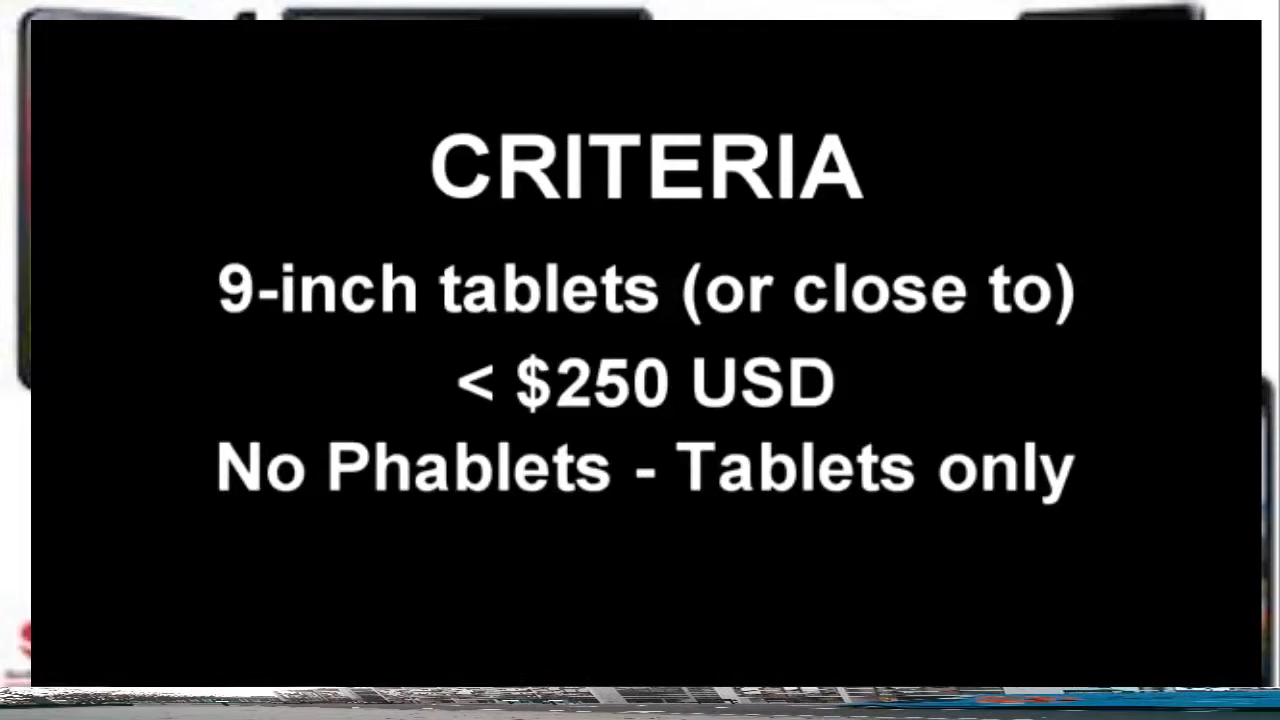 CRITERIA
9-inch tablets (or close to)
< $250 USD
No Phablets - Tablets only